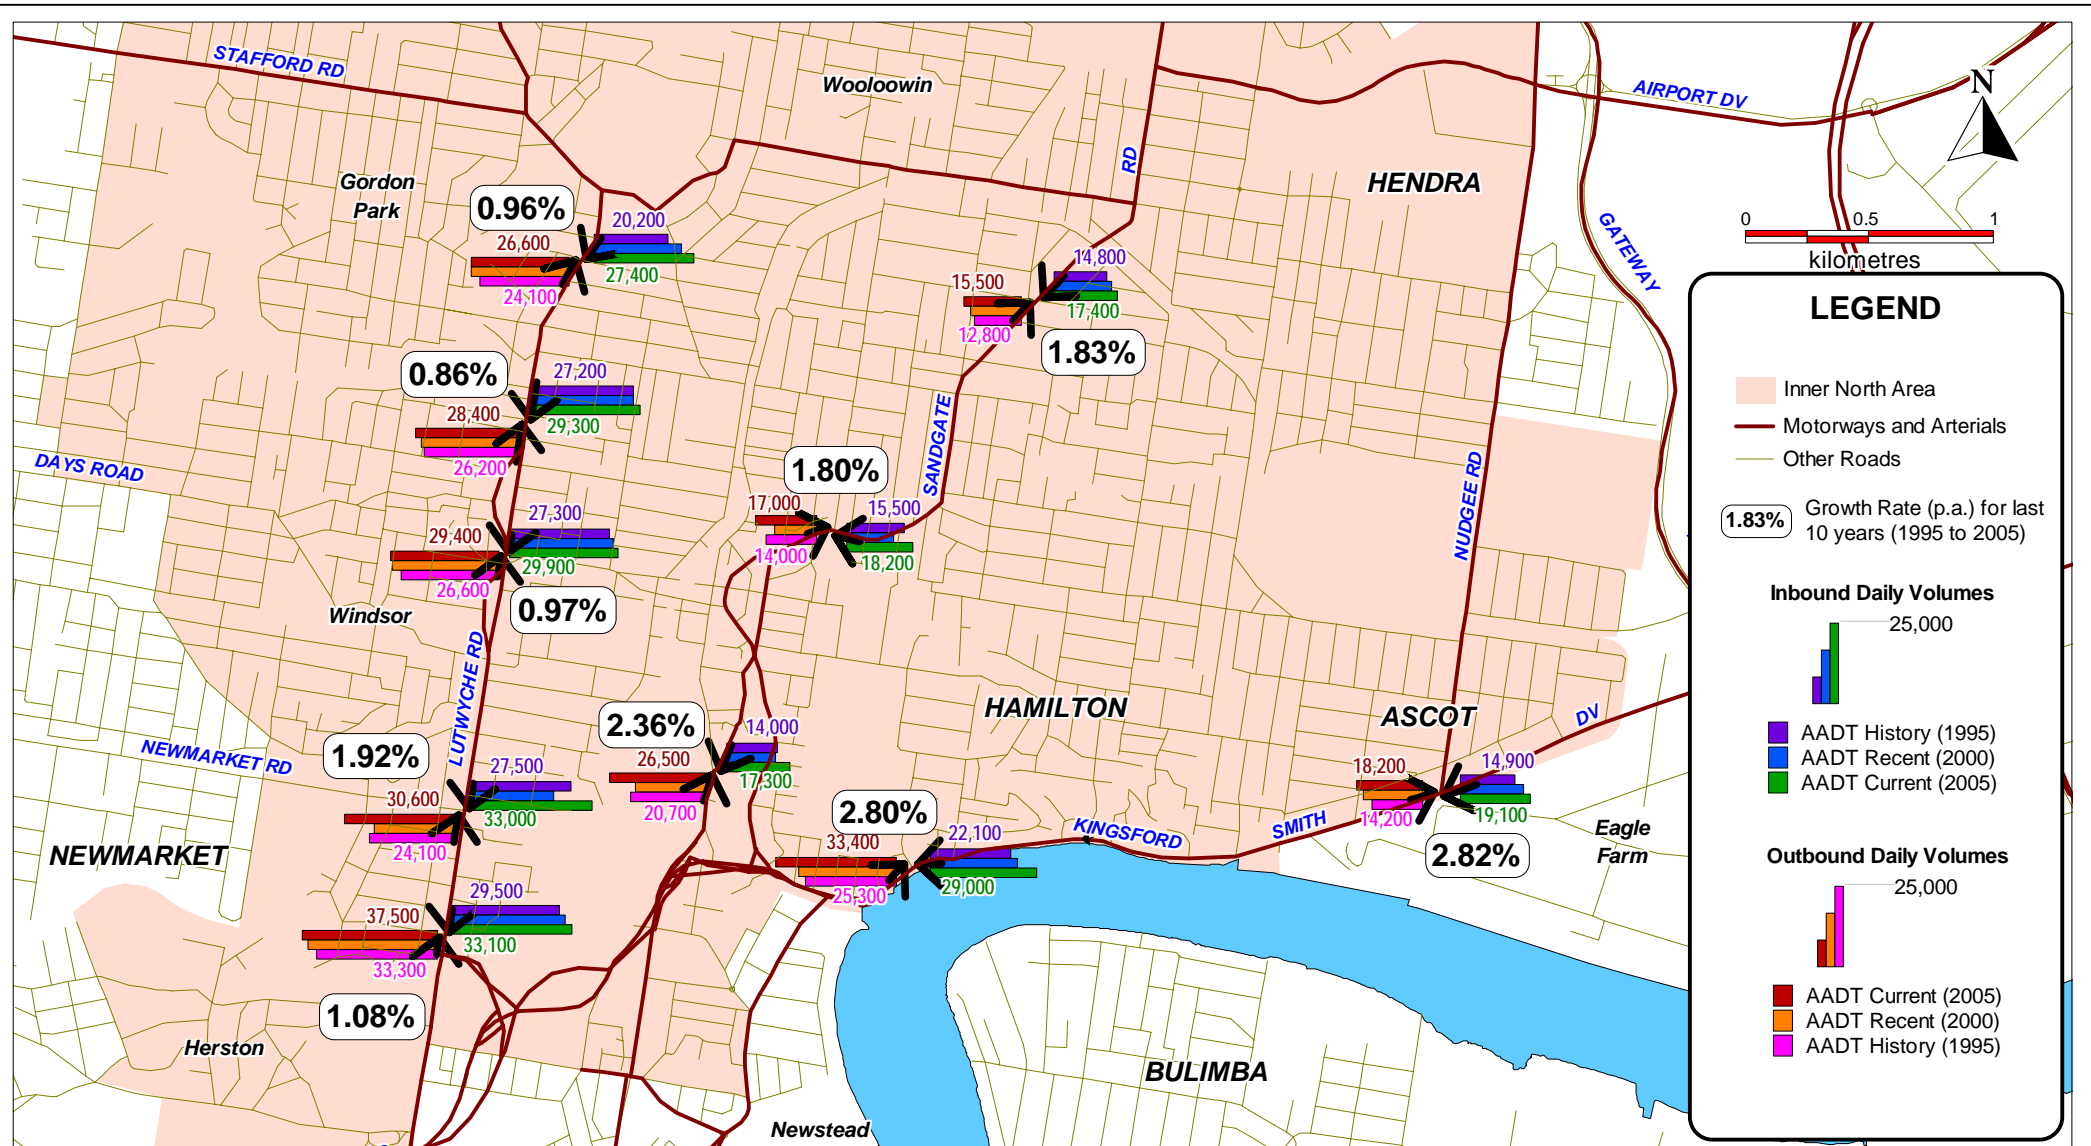 STAFFORD RD
Wooloowin
AIRPORT DV
N
RD
Gordon
Park
HENDRA
0.96%
20,200
26,600
27,400
24,100
GATEWAY
0 0.5 1
kilometres
14,800
15,500
17,400
12,800
1.83%
0.86%
27,200
28,400
29,300
26,200
DAYS ROAD
SANDGATE
NUDGEE RD
1.80%
17,000
15,500
14,000
18,200
27,300
29,400
29,900
26,600
0.97%
Windsor
LUTWYCHE RD
HAMILTON
ASCOT
DV
NEWMARKET RD
1.92%
27,500
30,600
33,000
24,100
2.36%
14,000
26,500
17,300
20,700
2.80%
22,100
33,400
29,000
25,300
KINGSFORD
SMITH
18,200
14,900
14,200
19,100
2.82%
Eagle
Farm
NEWMARKET
29,500
37,500
33,100
33,300
1.08%
Herston
BULIMBA
Newstead
LEGEND
Inner North Area
Motorways and Arterials
Other Roads
1.83%
Growth Rate (p.a.) for last
10 years (1995 to 2005)
Inbound Daily Volumes
25,000
AADT History (1995)
AADT Recent (2000)
AADT Current (2005)
Outbound Daily Volumes
25,000
AADT Current (2005)
AADT Recent (2000)
AADT History (1995)